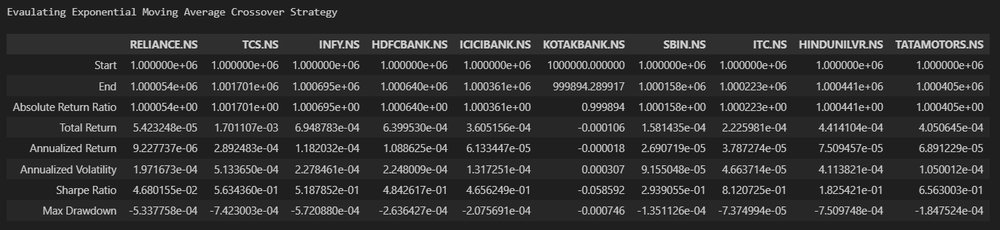 Evaulating Exponential Moving Average Crossover Strategy
RELIANCE.NS TCS.NS INFY.NS HDFCBANK.NS ICICIBANK.NS KOTAKBANK.NS SBIN.NS ITC.NS HINDUNILVR.NS TATAMOTORS.NS
Start 1.000000e+06 1.000000e+06 1.000000e+06 1.000000e+06 1.000000e+06 1000000.000000 1.000000e+06 1.000000e+06 1.000000e+06 1.000000e+06
End 1.000054e+06 1.001701e+06 1.000695e+06 1.000640e+06 1.000361e+06 999894.289917 1.000158e+06 1.000223e+06 1.000441e+06 1.000405e+06
Absolute Return Ratio 1.000054e+00 1.001701e+00 1.000695e+00 1.000640e+00 1.000361e+00 0.999894 1.000158e+00 1.000223e+00 1.000441e+00 1.000405e+00
Total Return 5.423248e-05 1.701107e-03 6.948783e-04 6.399530e-04 3.605156e-04 -0.000106 1.581435e-04 2.225981e-04 4.414104e-04 4.050645e-04
Annualized Return 9.227737e-06 2.892483e-04 1.182032e-04 1.088625e-04 6.133447e-05 -0.000018 2.690719e-05 3.787274e-05 7.509457e-05 6.891229e-05
Annualized Volatility 1.971673e-04 5.133650e-04 2.278461e-04 2.248009e-04 1.317251e-04 0.000307 9.155048e-05 4.663714e-05 4.113821e-04 1.050012e-04
Sharpe Ratio 4.680155e-02 5.634360e-01 5.187852e-01 4.842617e-01 4.656249e-01 -0.058592 2.939055e-01 8.120725e-01 1.825421e-01 6.563003e-01
Max Drawdown -5.337758e-04 -7.423003e-04 -5.720880e-04 -2.636427e-04 -2.075691e-04 -0.000746 -1.351126e-04 -7.374994e-05 -7.509748e-04 -1.847524e-04